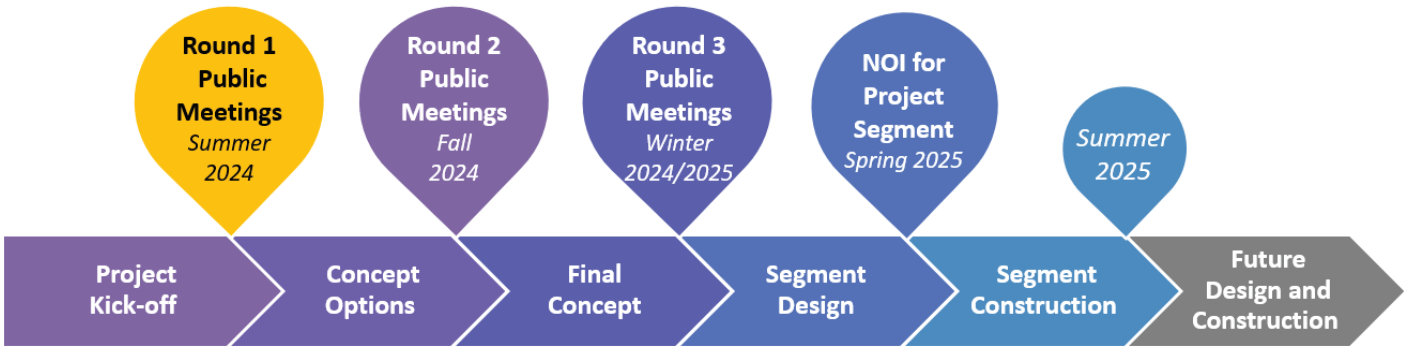 Round 1
Public
Meetings
Summer
2024
Round 2
Public
Meetings
Fall
2024
Round 3
Public
Meetings
Winter
2024/2025
NOI for
Project
Segment
Spring 2025
Summer
2025
Project
Kick-off
Concept
Options
Final
Concept
Segment
Design
Segment
Construction
Future
Design and
Construction